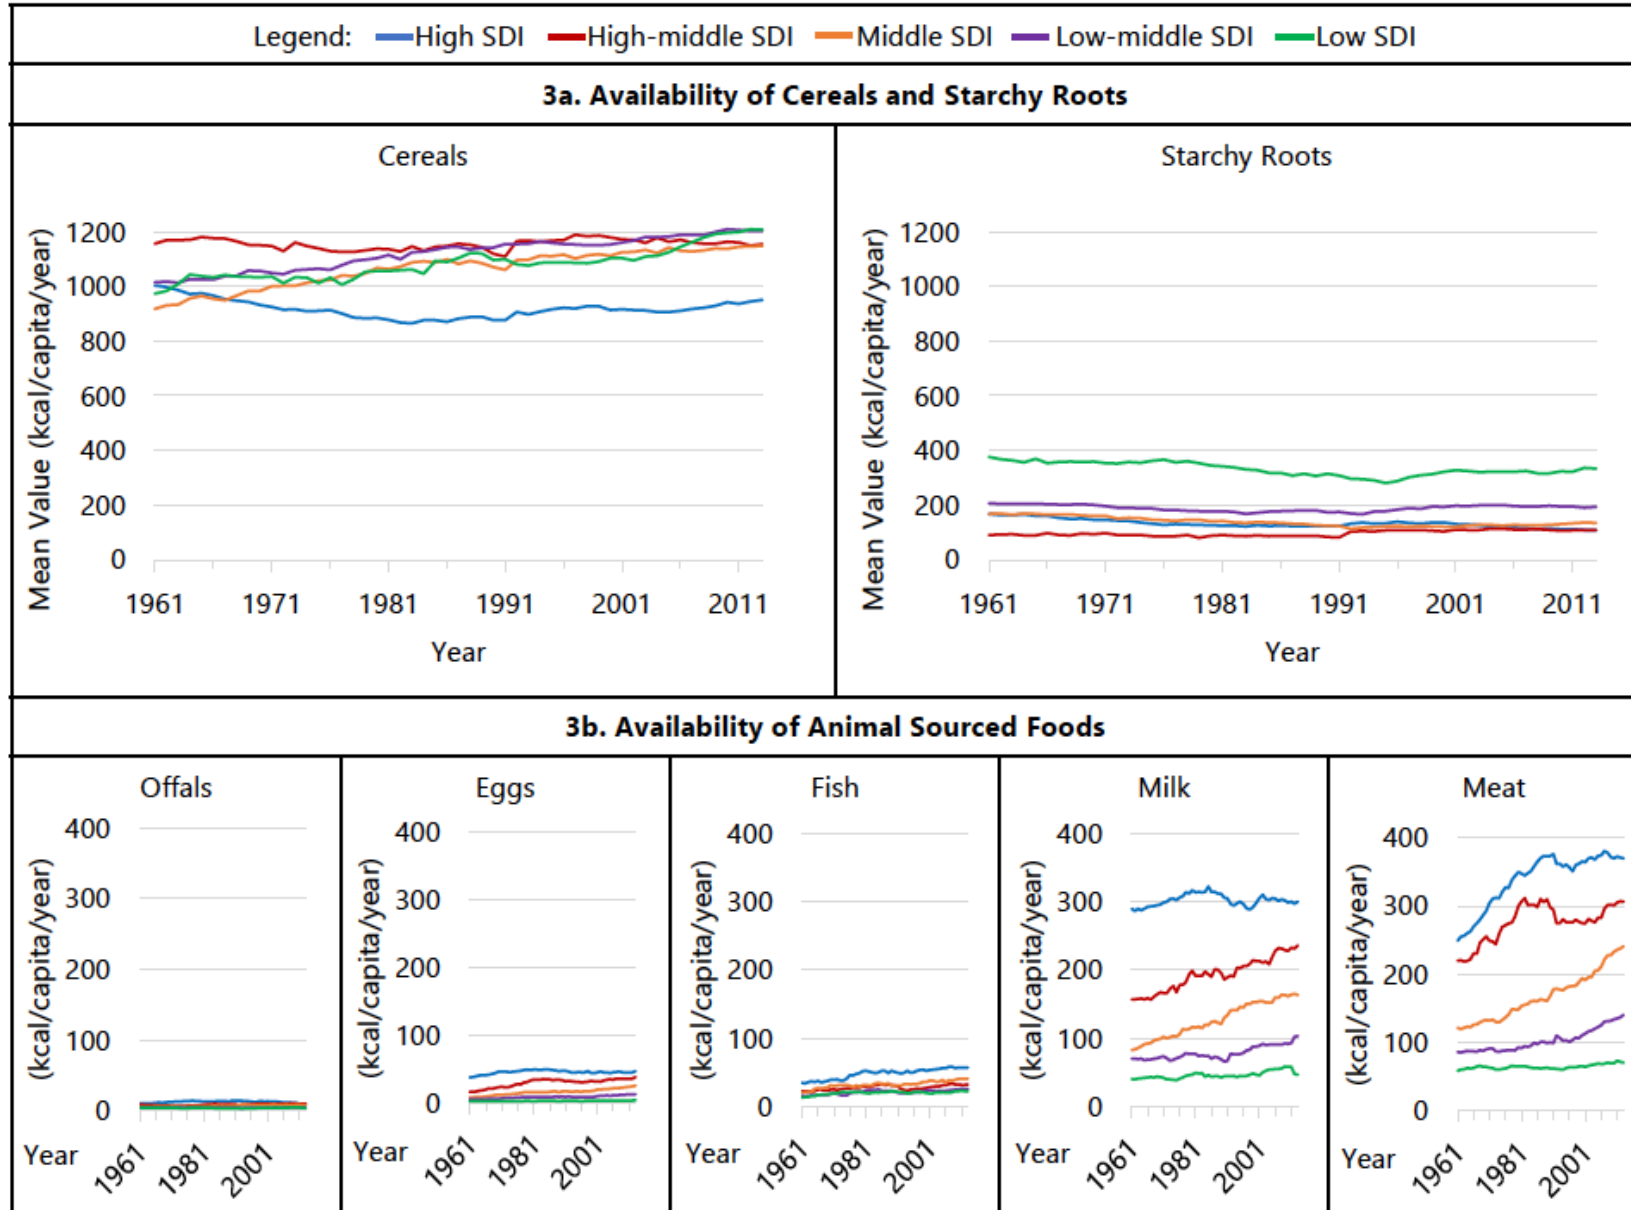 Legend: High SDI High-middle SDI Middle SDI Low-middle SDI Low SDI
3a. Availability of Cereals and Starchy Roots
Cereals
Mean Value (kcal/capita/year)
1200
1000
800
600
400
200
0
1961 1971 1981 1991 2001 2011
Year
Starchy Roots
Mean Value (kcal/capita/year)
1200
1000
800
600
400
200
0
1961 1971 1981 1991 2001 2011
Year
3b. Availability of Animal Sourced Foods
Offals
(kcal/capita/year)
400
300
200
100
0
Year 1961 1981 2001
Eggs
(kcal/capita/year)
400
300
200
100
0
Year 1961 1981 2001
Fish
(kcal/capita/year)
400
300
200
100
0
Year 1961 1981 2001
Milk
(kcal/capita/year)
400
300
200
100
0
Year 1961 1981 2001
Meat
(kcal/capita/year)
400
300
200
100
0
Year 1961 1981 2001